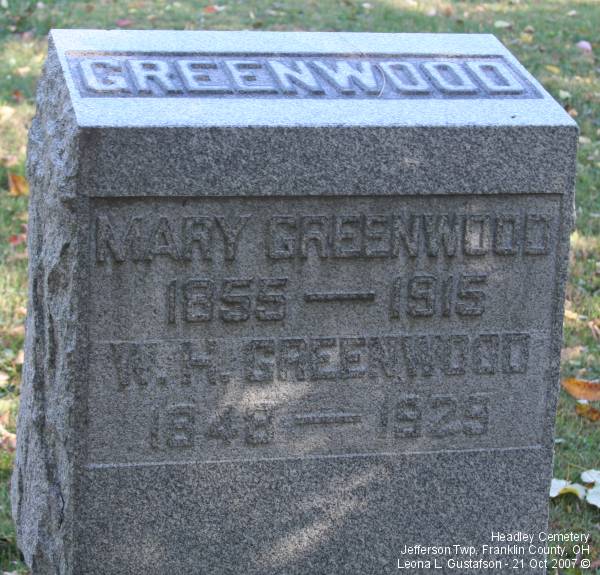 GREENWOOD
MARY GREENWOOD
1855 — 1915
W. H. GREENWOOD
1848 — 1929
Headley Cemetery
Jefferson Twp, Franklin County, OH
Leona L. Gustafson - 21 Oct 2007 ©